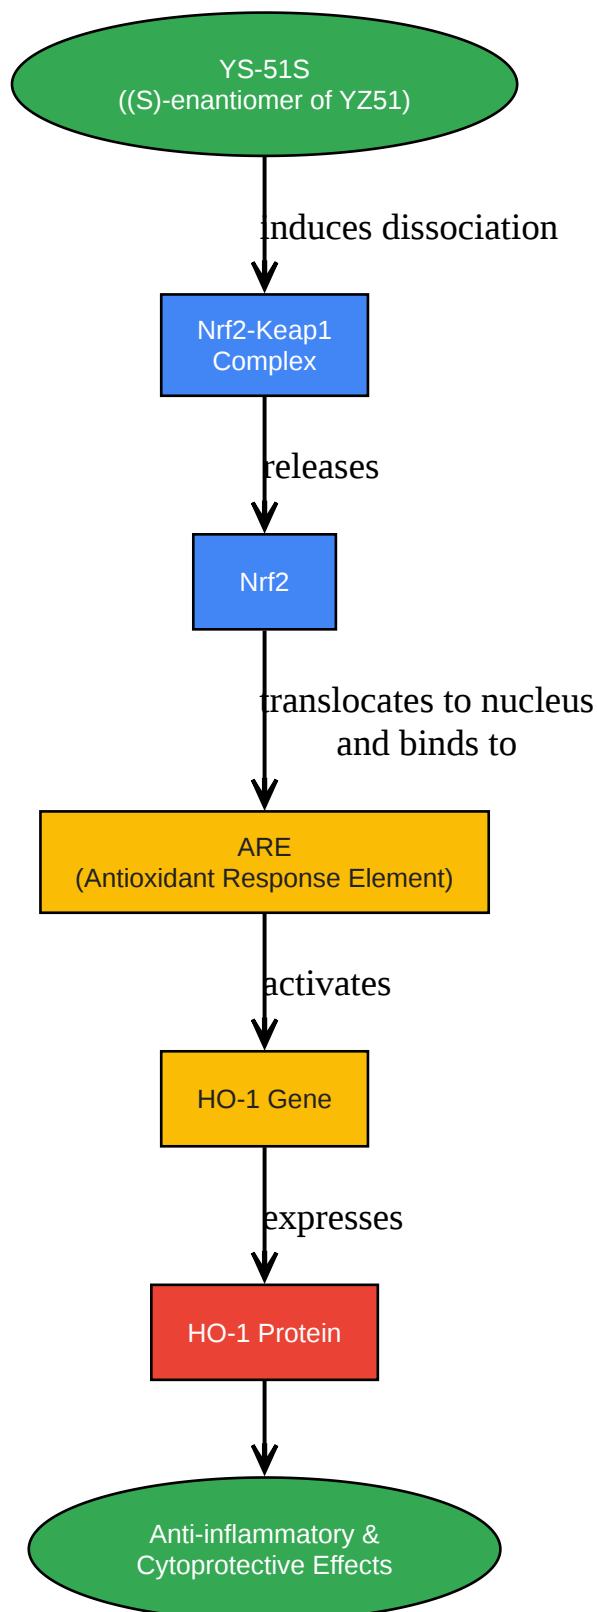 YS-51S
((S)-enantiomer of YZ51)
induces dissociation
Nrf2-Keap1
Complex
releases
Nrf2
translocates to nucleus
and binds to
ARE
(Antioxidant Response Element)
activates
HO-1 Gene
expresses
HO-1 Protein
Anti-inflammatory &
Cytoprotective Effects